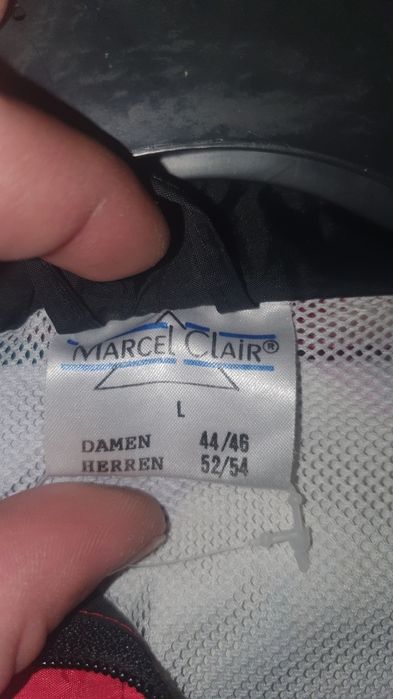 MARCEL CLAIR®
L
DAMEN 44/46
HERREN 52/54